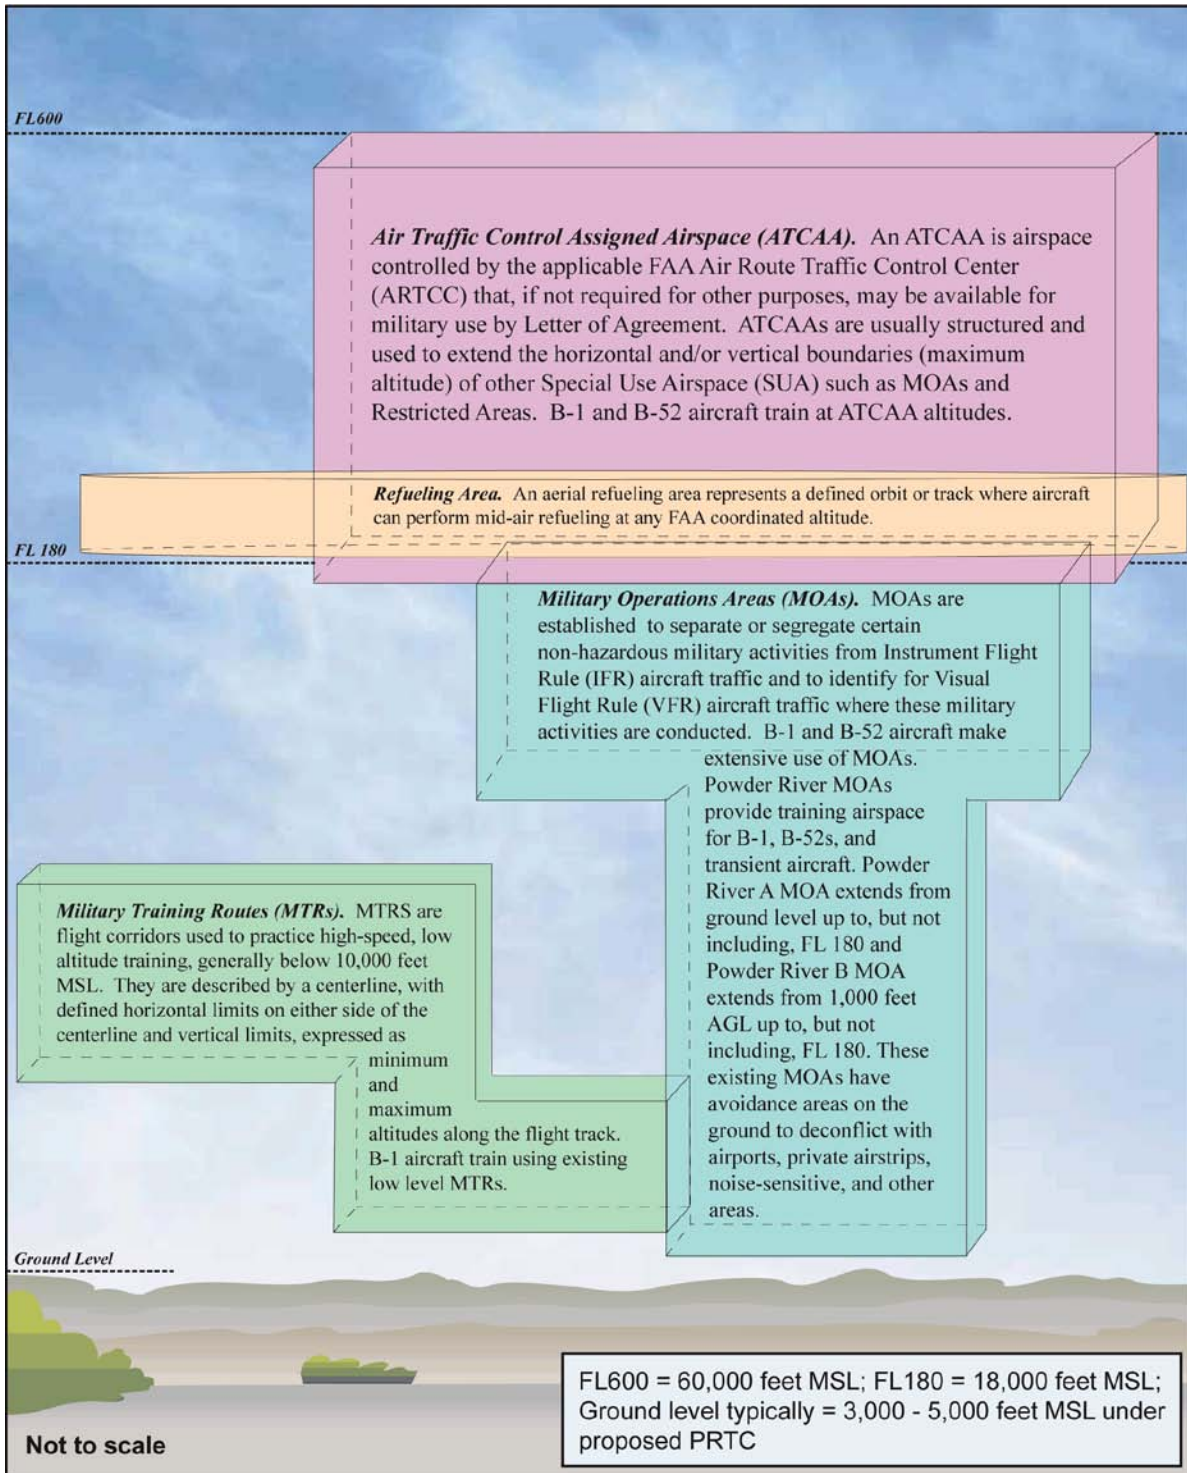 FL600
Air Traffic Control Assigned Airspace (ATCAA). An ATCAA is airspace
controlled by the applicable FAA Air Route Traffic Control Center
(ARTCC) that, if not required for other purposes, may be available for
military use by Letter of Agreement. ATCAAs are usually structured and
used to extend the horizontal and/or vertical boundaries (maximum
altitude) of other Special Use Airspace (SUA) such as MOAs and
Restricted Areas. B-1 and B-52 aircraft train at ATCAA altitudes.
Refueling Area. An aerial refueling area represents a defined orbit or track where aircraft
can perform mid-air refueling at any FAA coordinated altitude.
FL 180
Military Operations Areas (MOAs). MOAs are
established to separate or segregate certain
non-hazardous military activities from Instrument Flight
Rule (IFR) aircraft traffic and to identify for Visual
Flight Rule (VFR) aircraft traffic where these military
activities are conducted. B-1 and B-52 aircraft make
extensive use of MOAs.
Powder River MOAs
provide training airspace
for B-1, B-52s, and
transient aircraft. Powder
River A MOA extends from
ground level up to, but not
including, FL 180 and
Powder River B MOA
extends from 1,000 feet
AGL up to, but not
including, FL 180. These
existing MOAs have
avoidance areas on the
ground to deconflict with
airports, private airstrips,
noise-sensitive, and other
areas.
Military Training Routes (MTRs). MTRS are
flight corridors used to practice high-speed, low
altitude training, generally below 10,000 feet
MSL. They are described by a centerline, with
defined horizontal limits on either side of the
centerline and vertical limits, expressed as
minimum
and
maximum
altitudes along the flight track.
B-1 aircraft train using existing
low level MTRs.
Ground Level
FL600 = 60,000 feet MSL; FL180 = 18,000 feet MSL;
Ground level typically = 3,000 - 5,000 feet MSL under
proposed PRTC
Not to scale